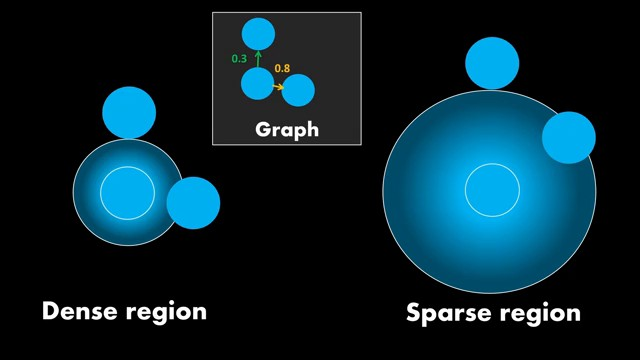 0.3
0.8
Graph
Dense region
Sparse region